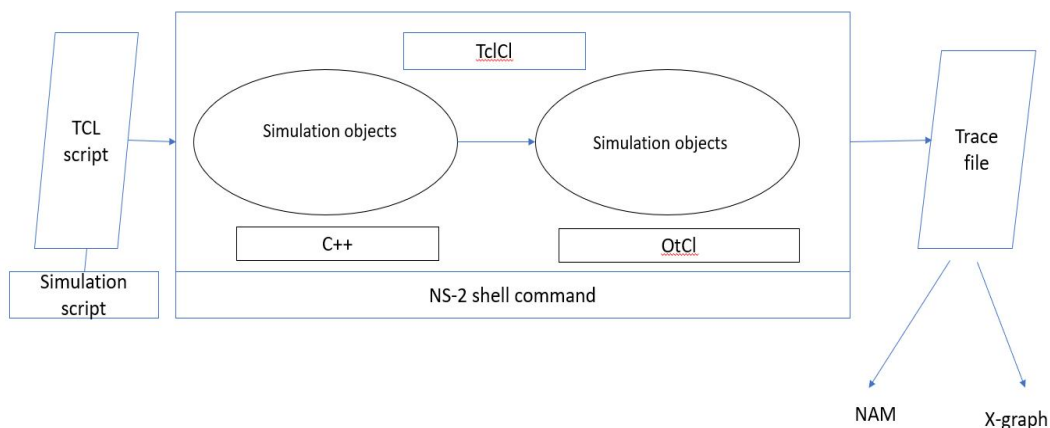 TclCl
TCL
script
Simulation objects
Simulation objects
Trace
file
C++
OtCl
Simulation
script
NS-2 shell command
NAM
X-graph